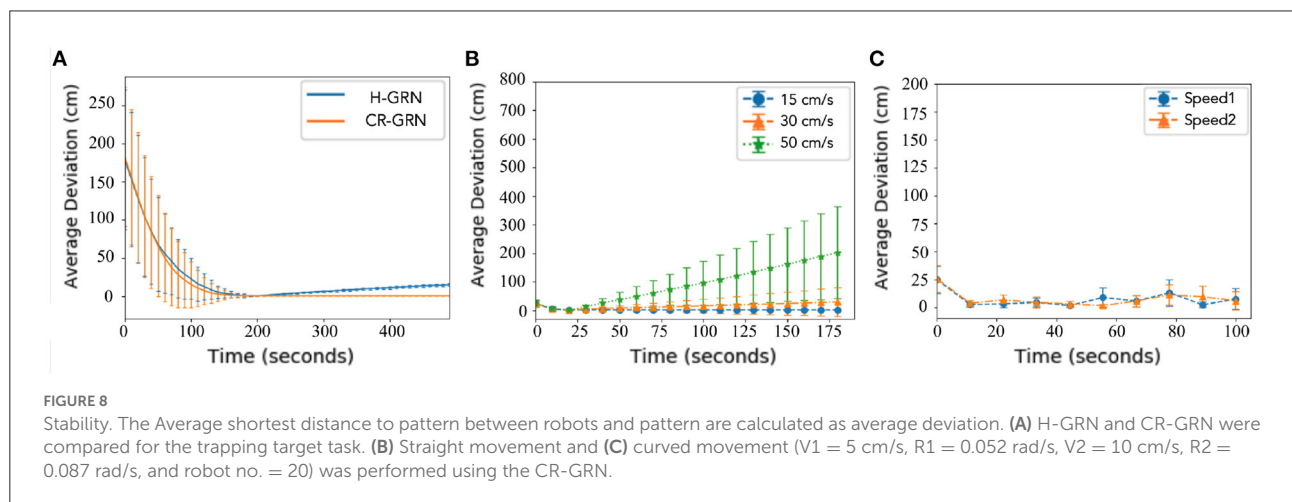 A
250
200
150
100
50
0
0
200
400
Average Deviation (cm)
Time (seconds)
H-GRN
CR-GRN
B
800
700
600
500
400
300
200
100
0
0
25
50
75
100
125
150
175
Average Deviation (cm)
Time (seconds)
15 cm/s
30 cm/s
50 cm/s
C
200
175
150
125
100
75
50
25
0
0
20
40
60
80
100
Average Deviation (cm)
Time (seconds)
Speed1
Speed2
FIGURE 8
Stability. The Average shortest distance to pattern between robots and pattern are calculated as average deviation. (A) H-GRN and CR-GRN were
compared for the trapping target task. (B) Straight movement and (C) curved movement (V1 = 5 cm/s, R1 = 0.052 rad/s, V2 = 10 cm/s, R2 =
0.087 rad/s, and robot no. = 20) was performed using the CR-GRN.